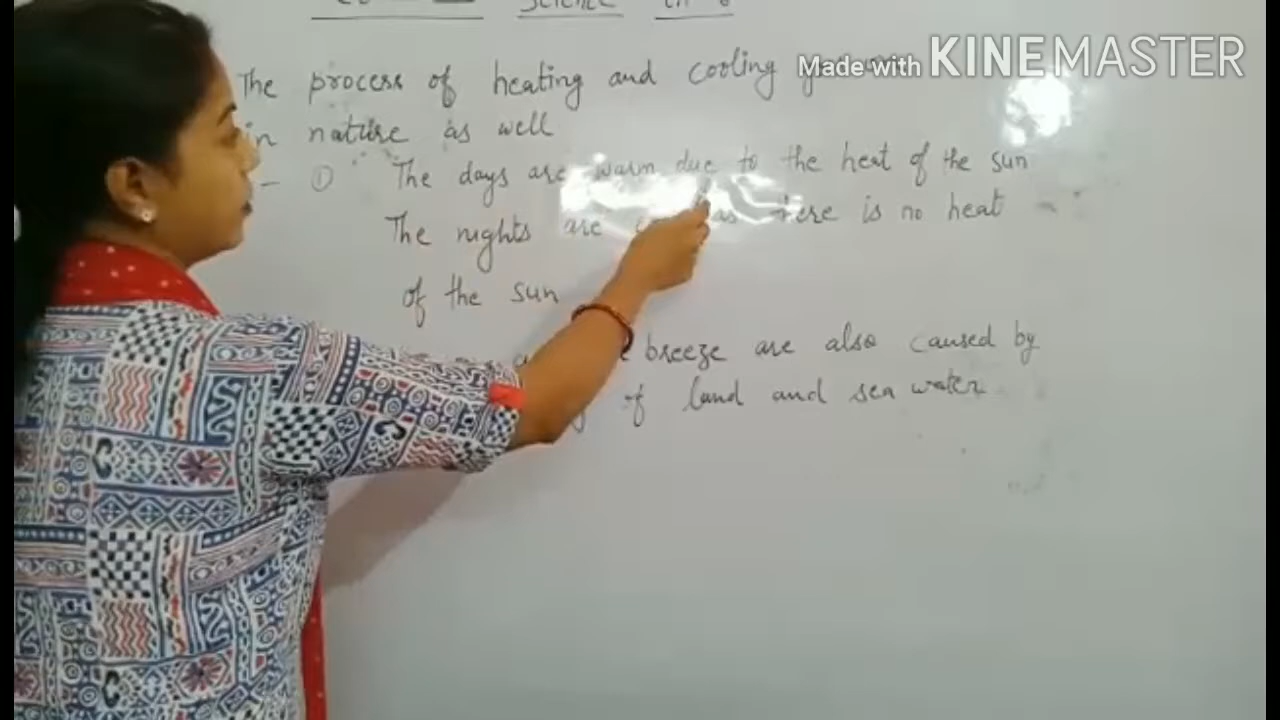 Science
The process of heating and cooling
Made with KINEMASTER
in nature as well
- ① The days are warm due to the heat of the sun
The nights are as there is no heat
of the sun
breeze are also caused by
of land and sea water